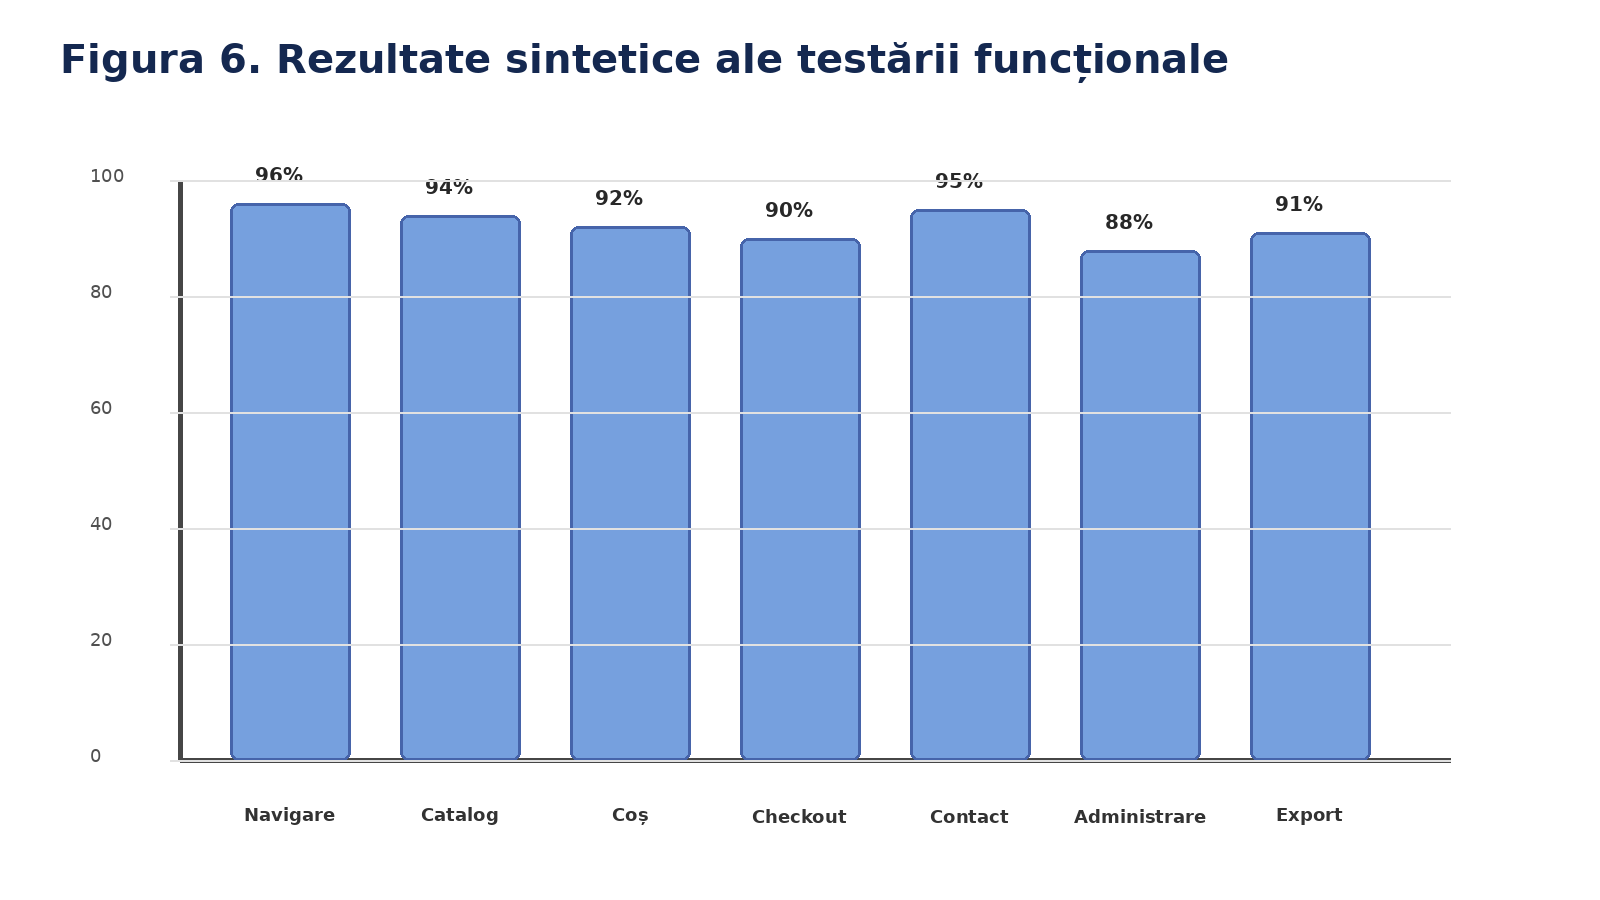 Figura 6. Rezultate sintetice ale testării funcționale
96%
94%
92%
90%
95%
88%
91%
100
80
60
40
20
0
Navigare
Catalog
Coș
Checkout
Contact
Administrare
Export